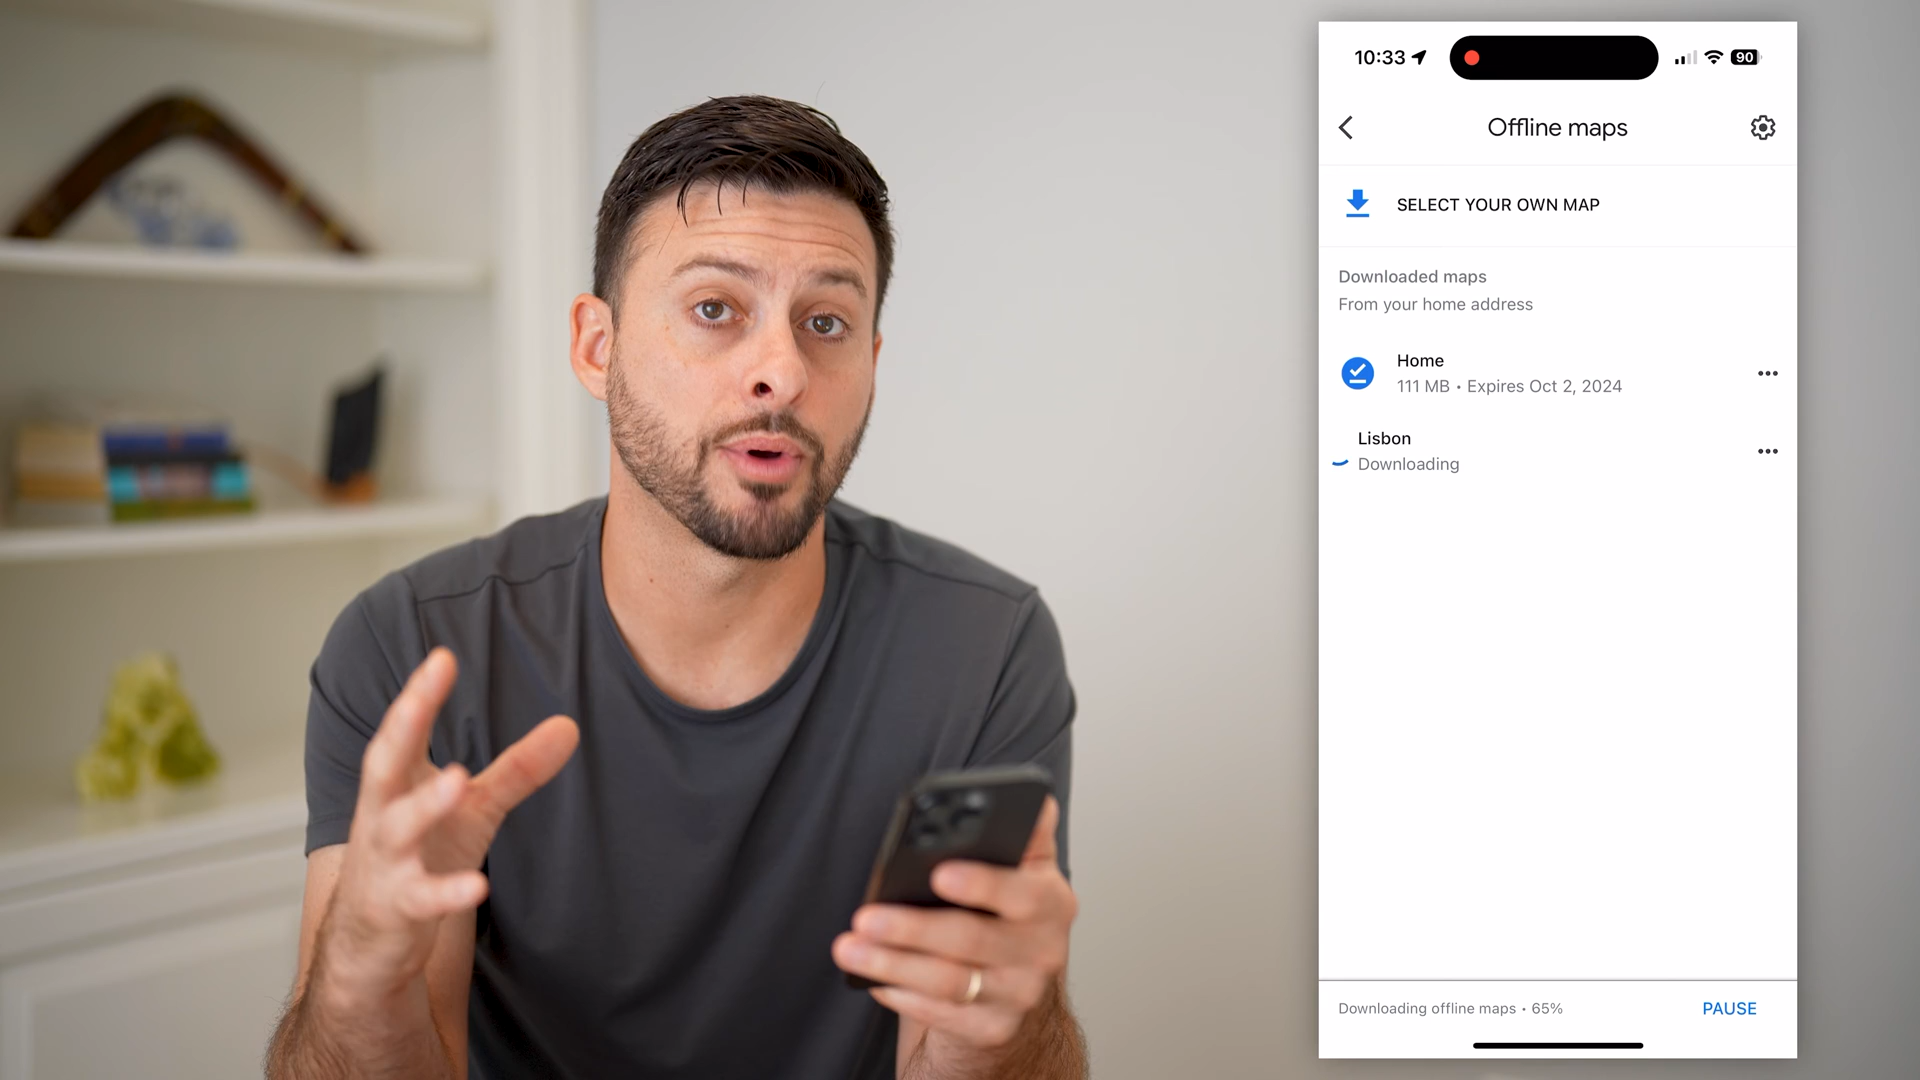 10:33
90
Offline maps
SELECT YOUR OWN MAP
Downloaded maps
From your home address
Home
111 MB • Expires Oct 2, 2024
Lisbon
Downloading
Downloading offline maps • 65%
PAUSE